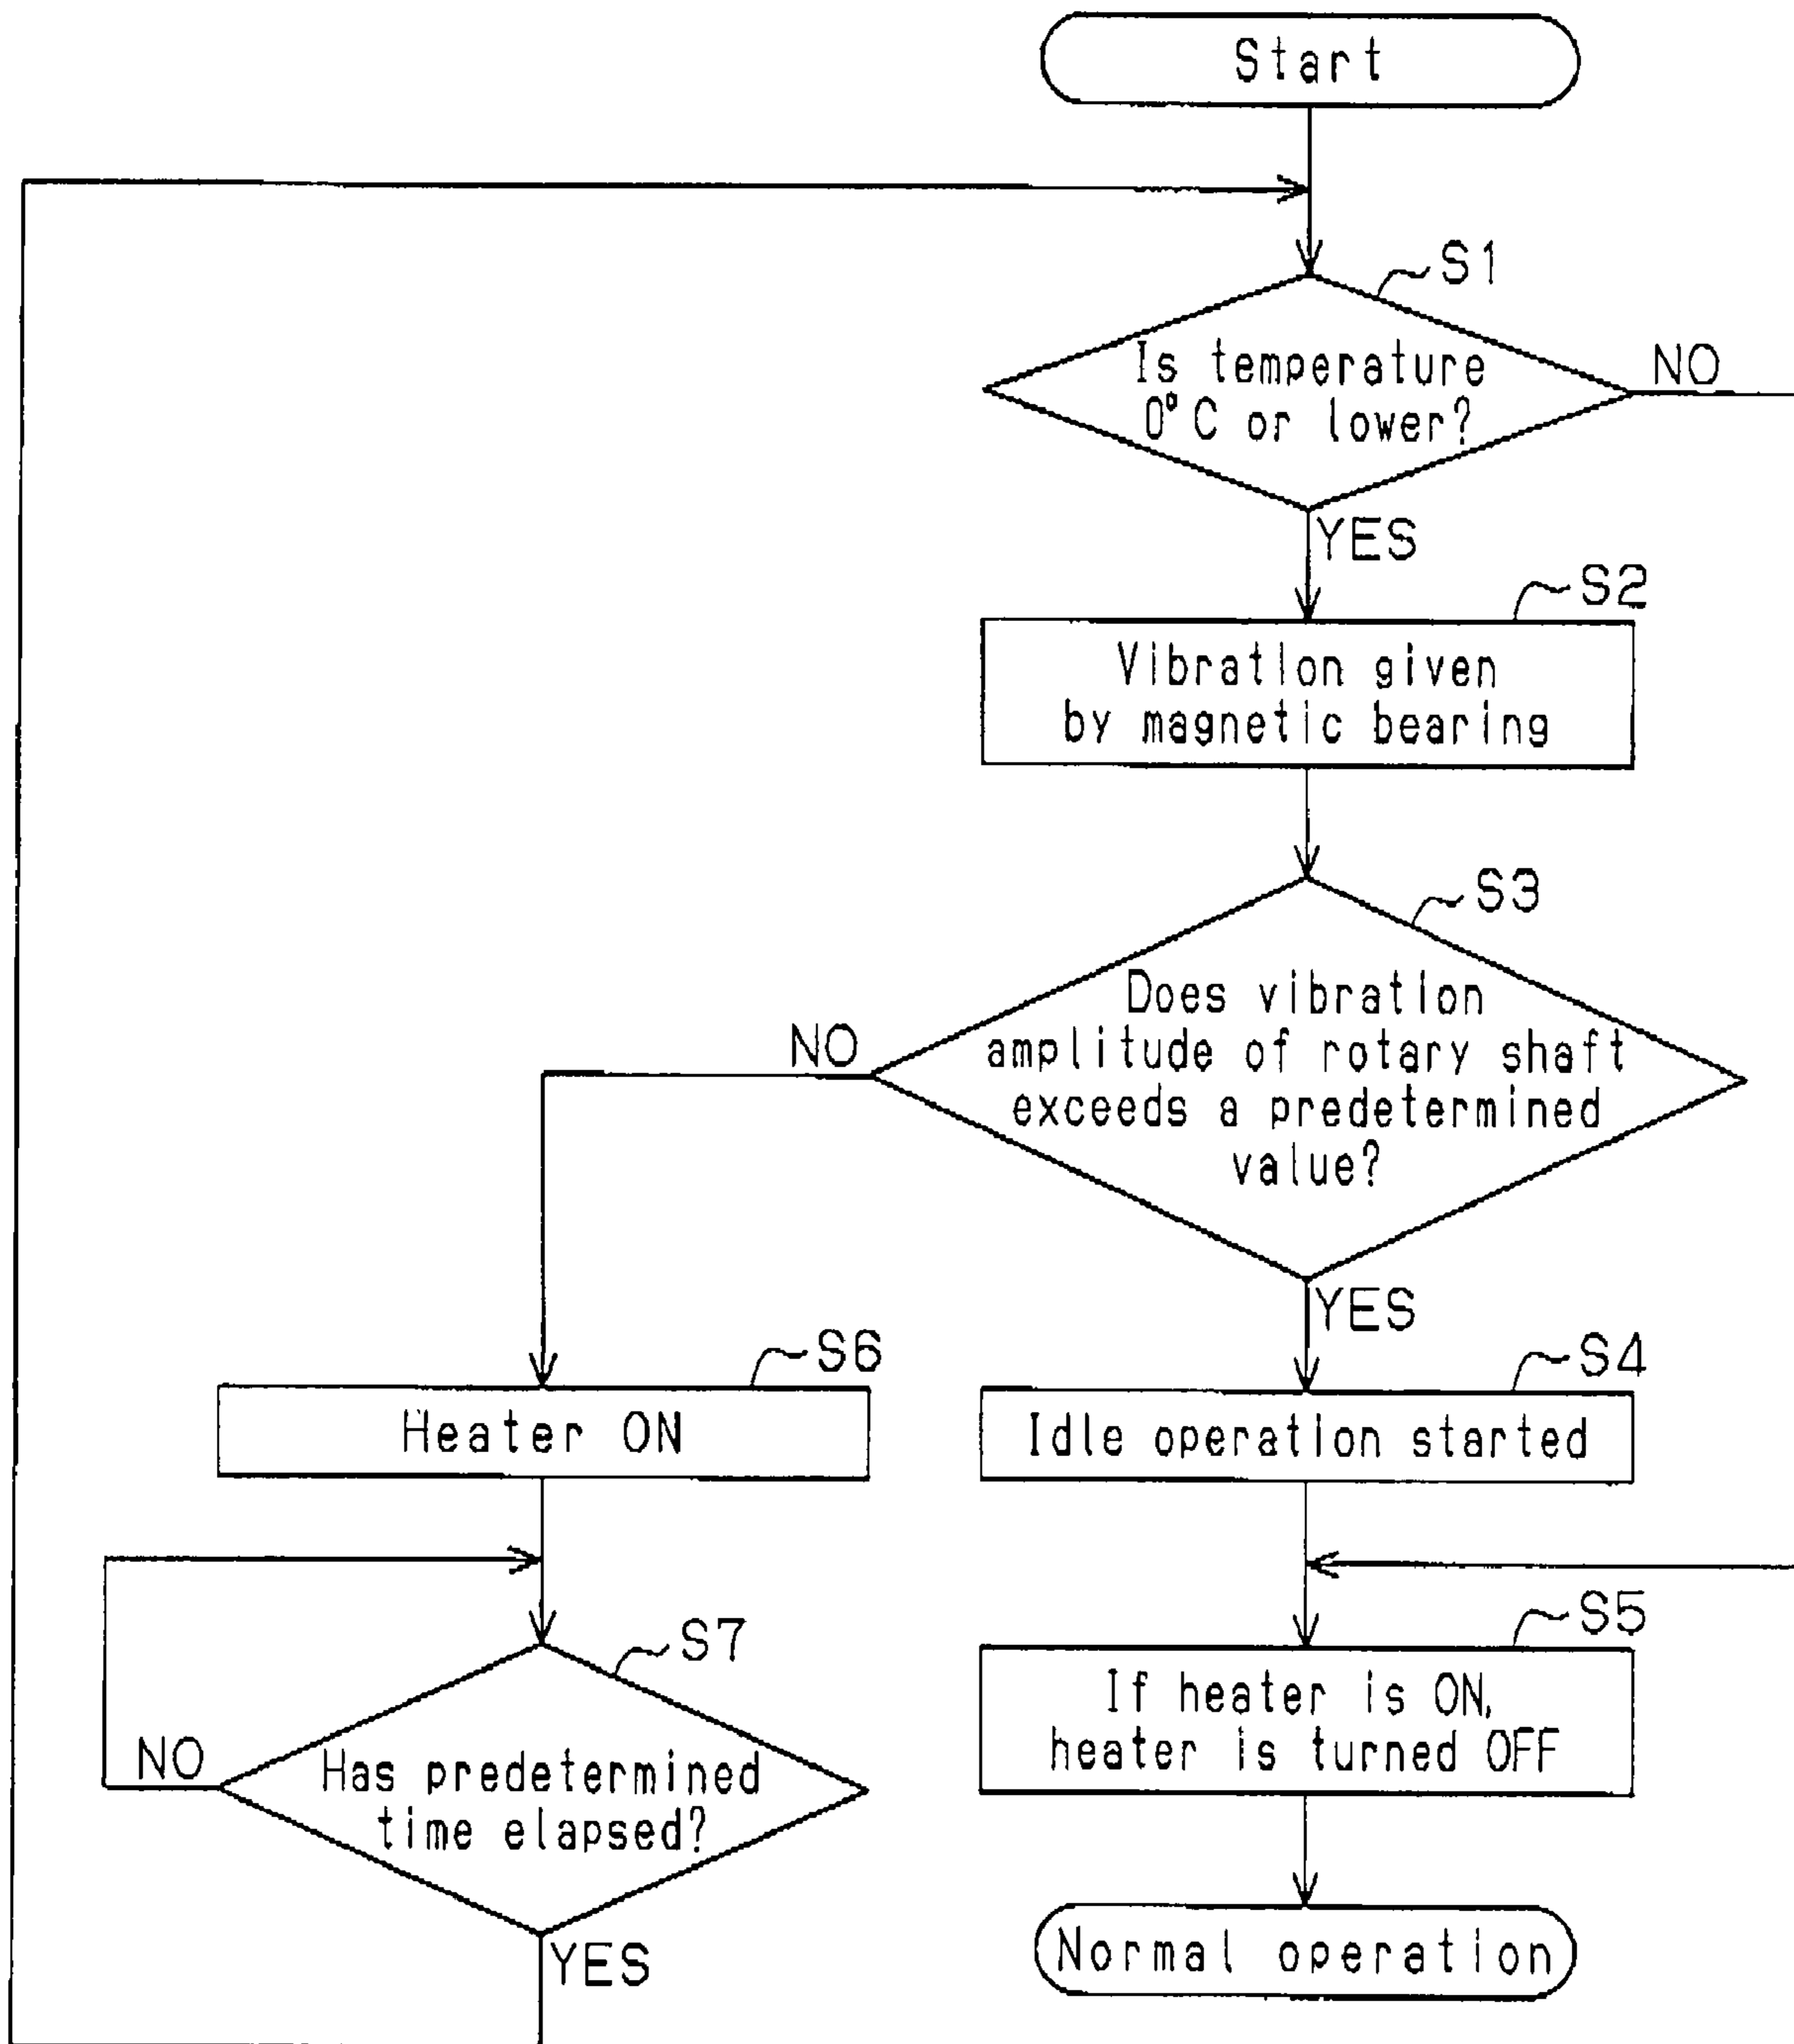 Start
S1
Is temperature
0°C or lower?
NO
YES
S2
Vibration given
by magnetic bearing
S3
Does vibration
amplitude of rotary shaft
exceeds a predetermined
value?
NO
YES
S6
Heater ON
S4
Idle operation started
S7
Has predetermined
time elapsed?
NO
YES
S5
If heater is ON,
heater is turned OFF
Normal operation